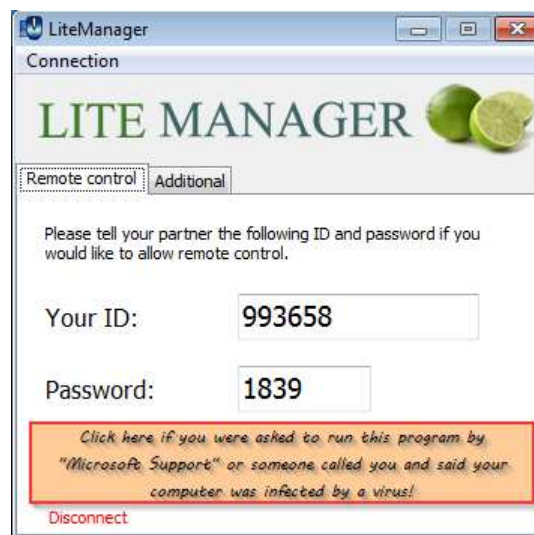 LiteManager
Connection
LITE MANAGER
Remote control Additional
Please tell your partner the following ID and password if you
would like to allow remote control.
Your ID: 993658
Password: 1839
Click here if you were asked to run this program by
"Microsoft Support" or someone called you and said your
computer was infected by a virus!
Disconnect